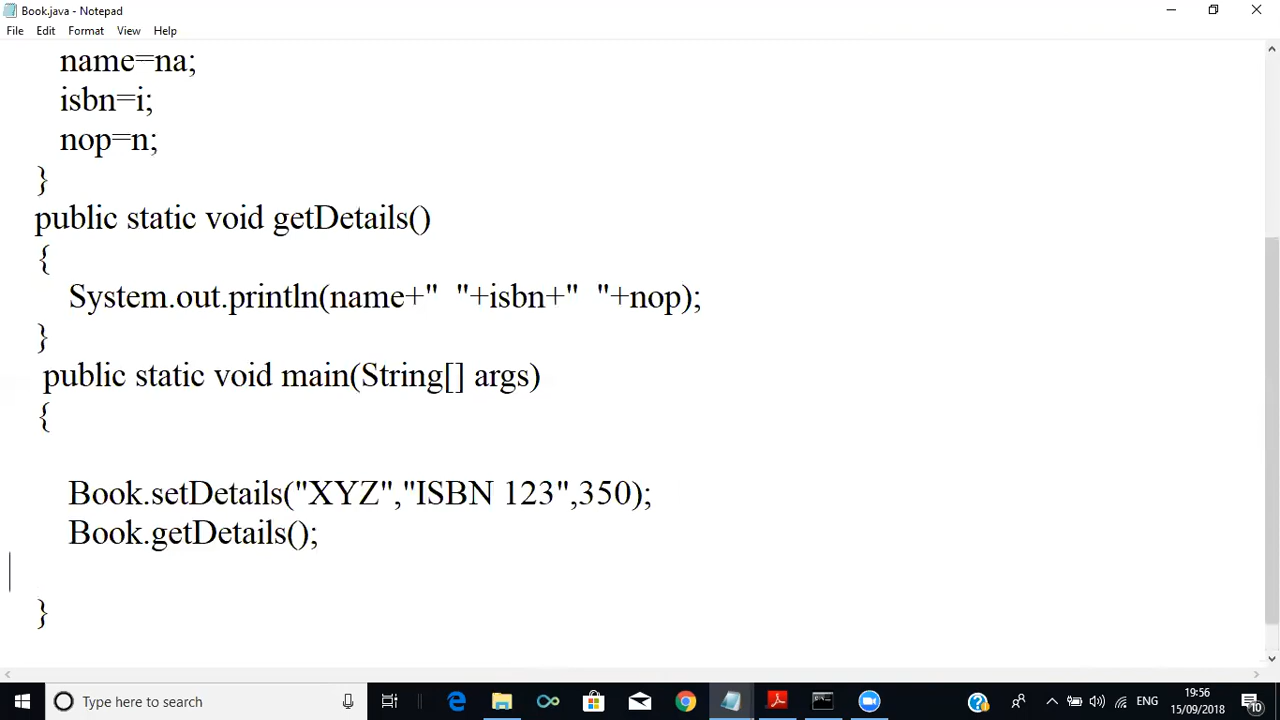 Book.java - Notepad
File Edit Format View Help
name=na;
isbn=i;
nop=n;
}
public static void getDetails()
{
System.out.println(name+"  "+isbn+"  "+nop);
}
public static void main(String[] args)
{
Book.setDetails("XYZ","ISBN 123",350);
Book.getDetails();
}
Type here to search
ENG
19:56
15/09/2018
10